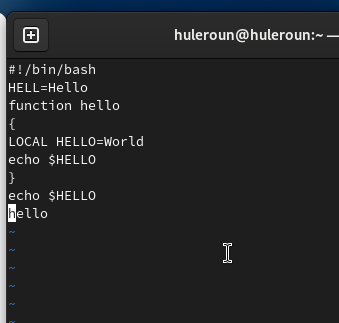 huleroun@huleroun:~ —
#!/bin/bash
HELL=Hello
function hello
{
LOCAL HELLO=World
echo $HELLO
}
echo $HELLO
hello
~
~
~
~
~
~